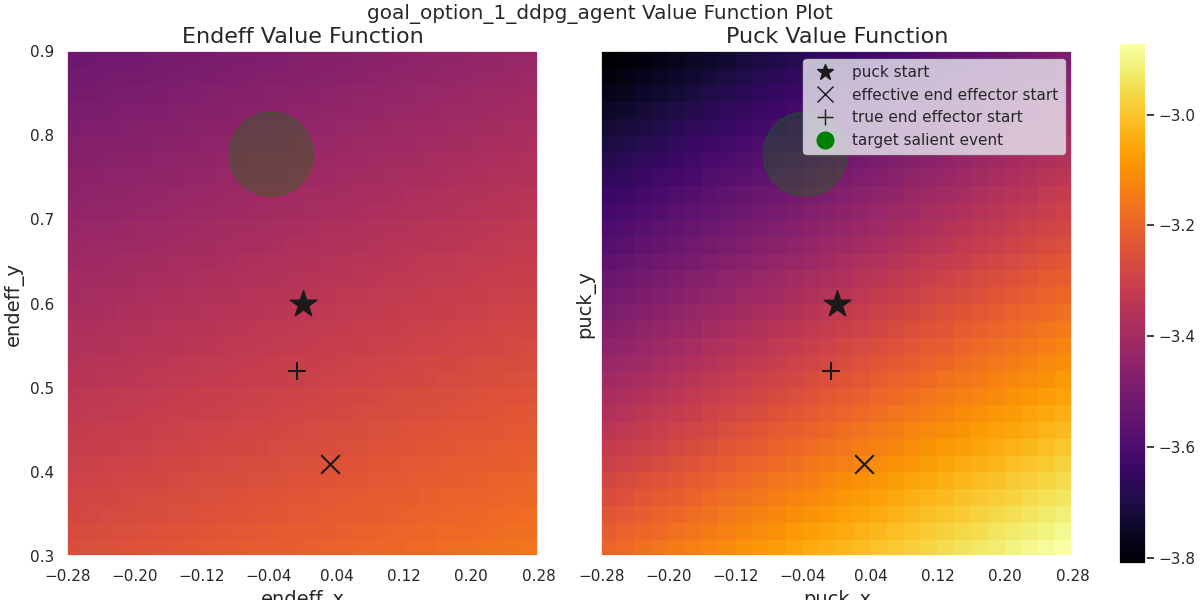 goal_option_1_ddpg_agent Value Function Plot
Endeff Value Function
Puck Value Function
0.9
0.8
0.7
0.6
0.5
0.4
0.3
endeff_y
−0.28 −0.20 −0.12 −0.04 0.04 0.12 0.20 0.28
endeff_x
puck_y
puck start
effective end effector start
true end effector start
target salient event
−0.28 −0.20 −0.12 −0.04 0.04 0.12 0.20 0.28
puck_x
−3.0
−3.2
−3.4
−3.6
−3.8